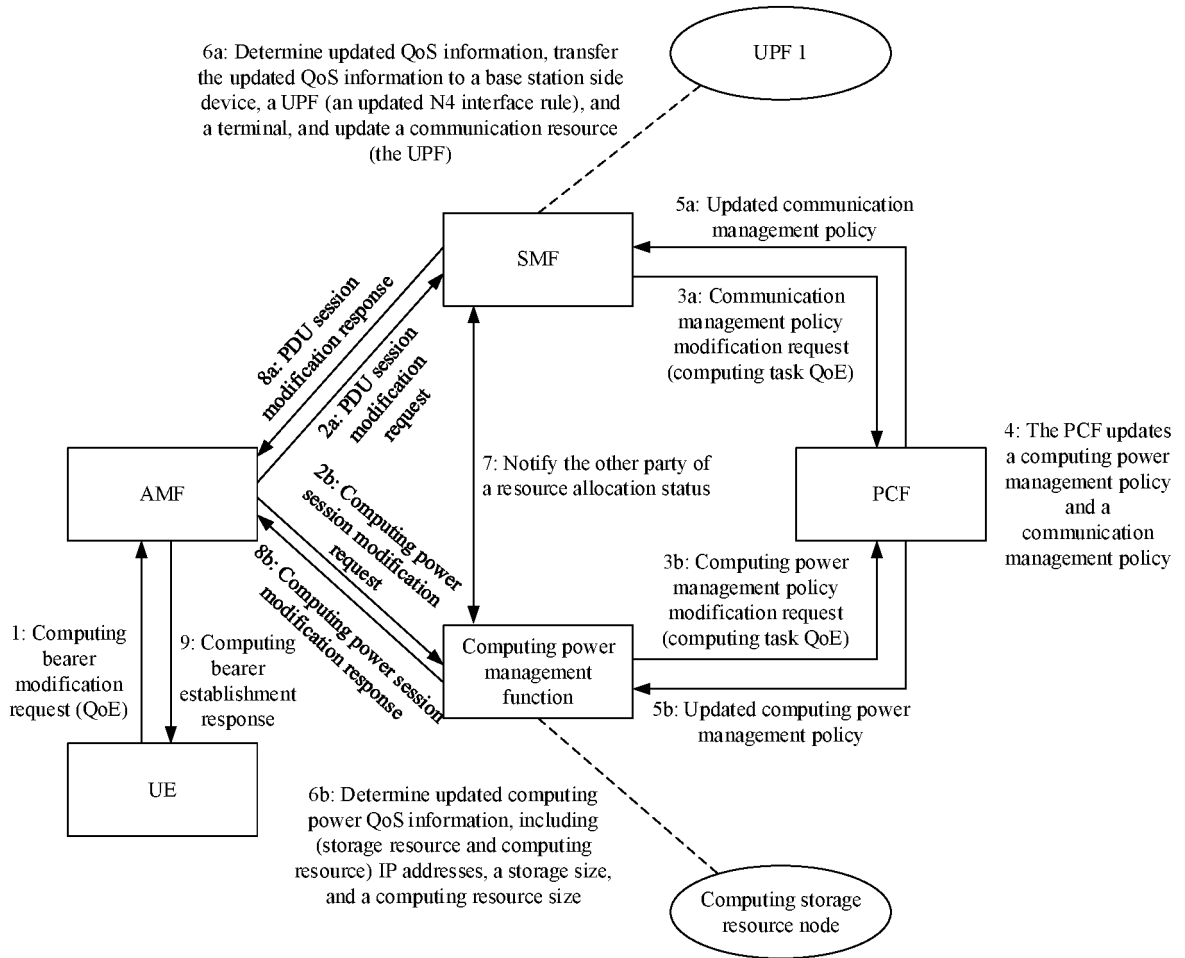 6a: Determine updated QoS information, transfer
the updated QoS information to a base station side
device, a UPF (an updated N4 interface rule), and
a terminal, and update a communication resource
(the UPF)
UPF 1
SMF
5a: Updated communication
management policy
3a: Communication
management policy
modification request
(computing task QoE)
8a: PDU session
modification response
2a: PDU session
modification
request
AMF
7: Notify the other party of
a resource allocation status
PCF
4: The PCF updates
a computing power
management policy
and a
communication
management policy
2b: Computing power
session modification
request
8b: Computing power session
modification response
3b: Computing power
management policy
modification request
(computing task QoE)
1: Computing
bearer
modification
request (QoE)
9: Computing
bearer
establishment
response
Computing power
management
function
5b: Updated computing power
management policy
UE
6b: Determine updated computing
power QoS information, including
(storage resource and computing
resource) IP addresses, a storage size,
and a computing resource size
Computing storage
resource node